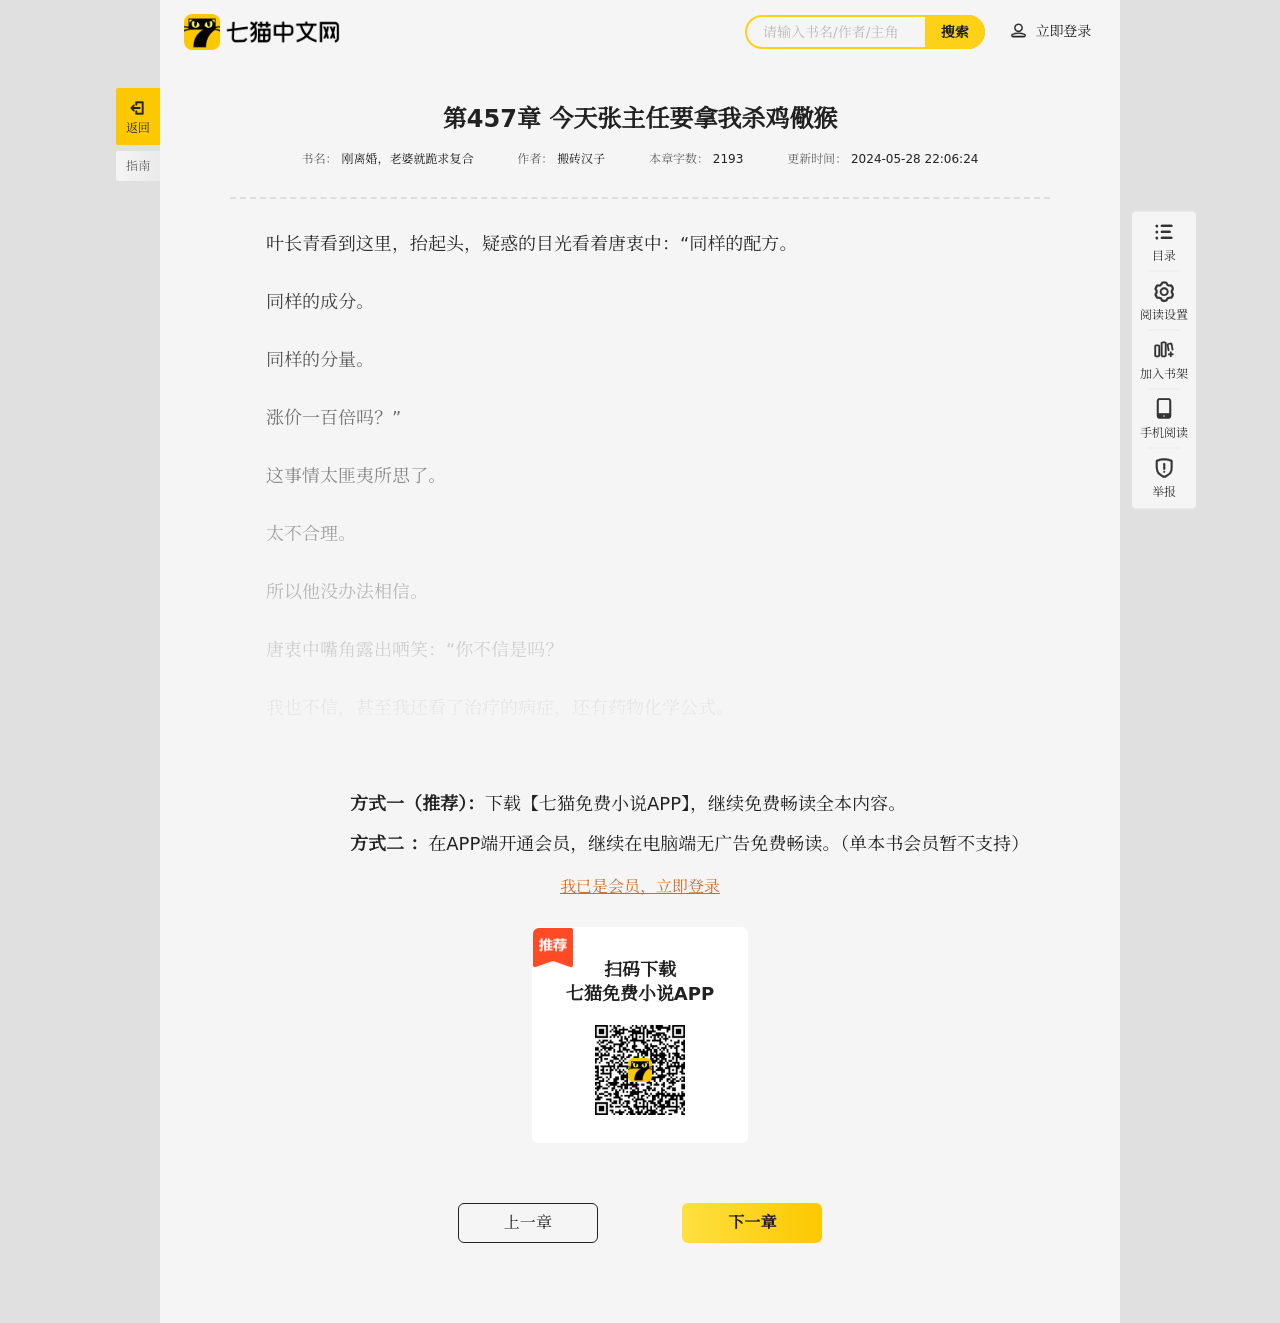 七猫中文网
请输入书名/作者/主角
搜索
立即登录
返回
指南
第457章 今天张主任要拿我杀鸡儆猴
书名： 刚离婚，老婆就跪求复合 作者： 搬砖汉子 本章字数： 2193 更新时间： 2024-05-28 22:06:24
叶长青看到这里，抬起头，疑惑的目光看着唐衷中：“同样的配方。
同样的成分。
同样的分量。
涨价一百倍吗？”
这事情太匪夷所思了。
太不合理。
所以他没办法相信。
唐衷中嘴角露出哂笑：“你不信是吗？
我也不信，甚至我还看了治疗的病症，还有药物化学公式。
目录
阅读设置
加入书架
手机阅读
举报
方式一（推荐）：下载【七猫免费小说APP】，继续免费畅读全本内容。
方式二 ：在APP端开通会员，继续在电脑端无广告免费畅读。（单本书会员暂不支持）
我已是会员，立即登录
推荐
扫码下载
七猫免费小说APP
上一章
下一章